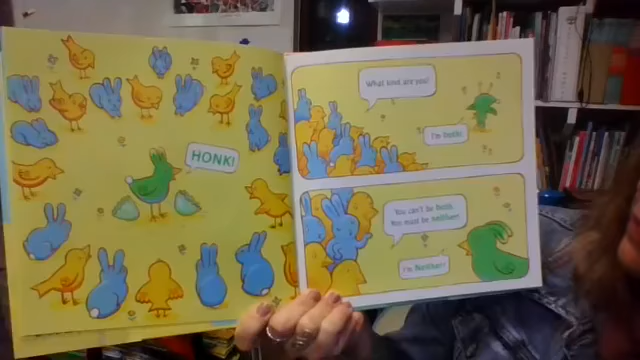 HONK!
What kind are you?
I'm both!
You can't be both.
You must be neither!
I'm Neither!